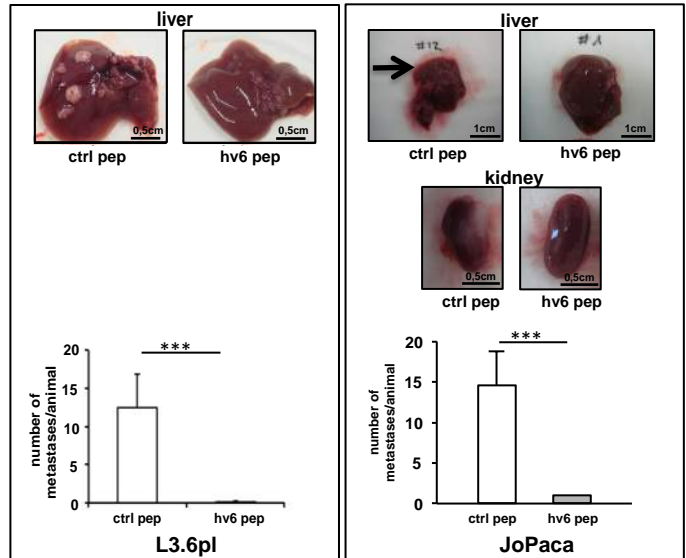 liver
0,5cm
0,5cm
ctrl pep
hv6 pep
number of
metastases/animal
20
15
10
5
0
***
ctrl pep
hv6 pep
L3.6pl
liver
#12
1cm
1cm
ctrl pep
hv6 pep
kidney
0,5cm
0,5cm
ctrl pep
hv6 pep
number of
metastases/animal
20
15
10
5
0
***
ctrl pep
hv6 pep
JoPaca